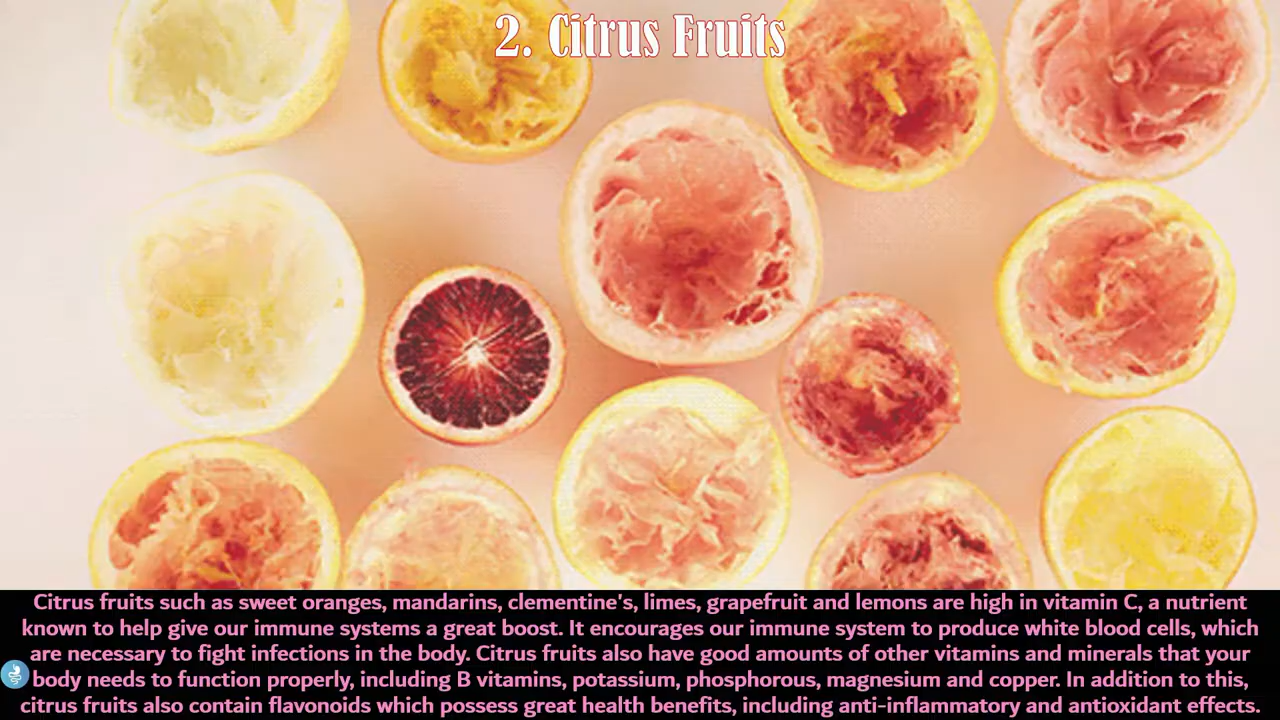 2. Citrus Fruits
Citrus fruits such as sweet oranges, mandarins, clementine's, limes, grapefruit and lemons are high in vitamin C, a nutrient
known to help give our immune systems a great boost. It encourages our immune system to produce white blood cells, which
are necessary to fight infections in the body. Citrus fruits also have good amounts of other vitamins and minerals that your
body needs to function properly, including B vitamins, potassium, phosphorous, magnesium and copper. In addition to this,
citrus fruits also contain flavonoids which possess great health benefits, including anti-inflammatory and antioxidant effects.